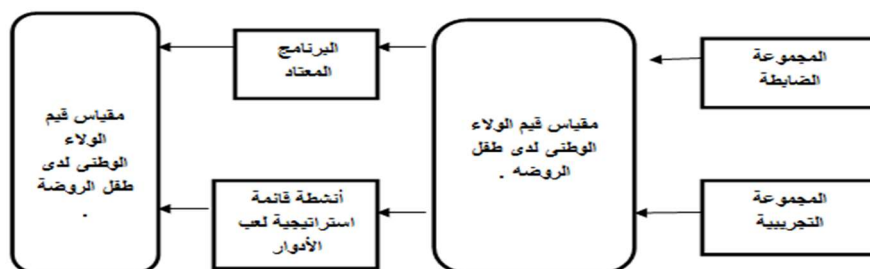 المجموعة
الضابطة
المجموعة
التجريبية
مقياس قيم الولاء
الوطنى لدى طفل
الروضه .
البرنامج
المعتاد
أنشطة قائمة
استراتيجية لعب
الأدوار
مقياس قيم
الولاء
الوطنى لدى
طفل الروضة
.